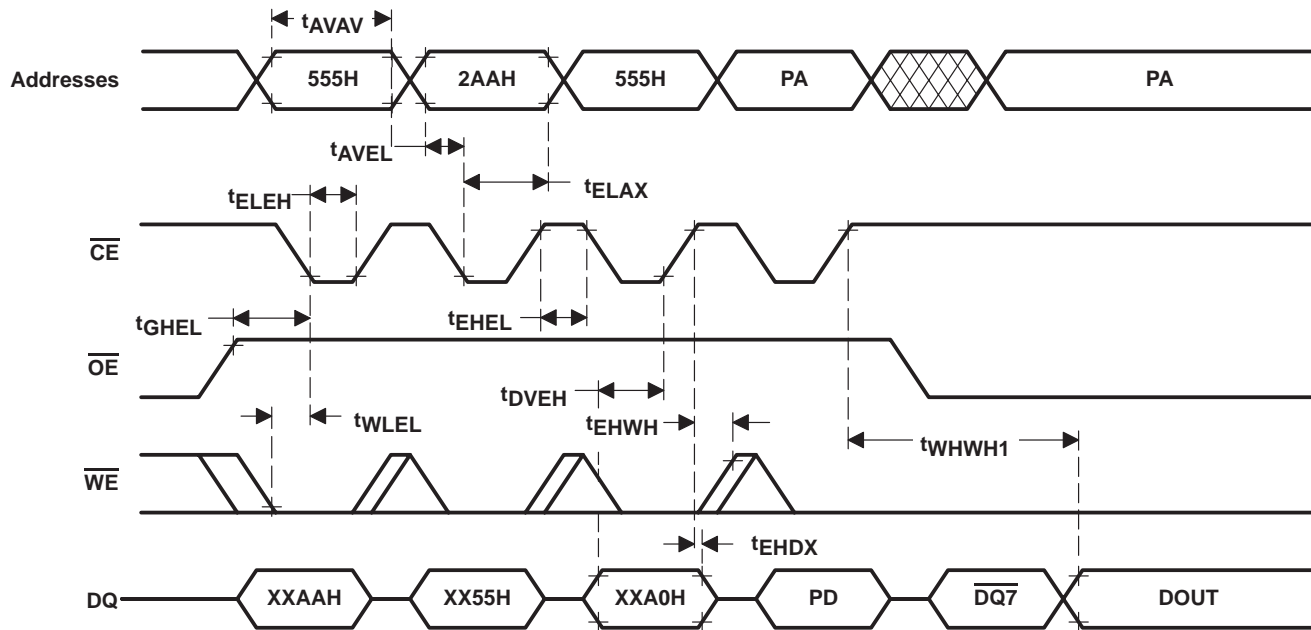 tAVAV
Addresses 555H 2AAH 555H PA PA
tAVEL
tELEH tELAX
CE
tGHEL tEHEL
OE
tDVEH
tWLEL tEHWH tWHWH1
WE
tEHDX
DQ XXAAH XX55H XXA0H PD DQ7 DOUT